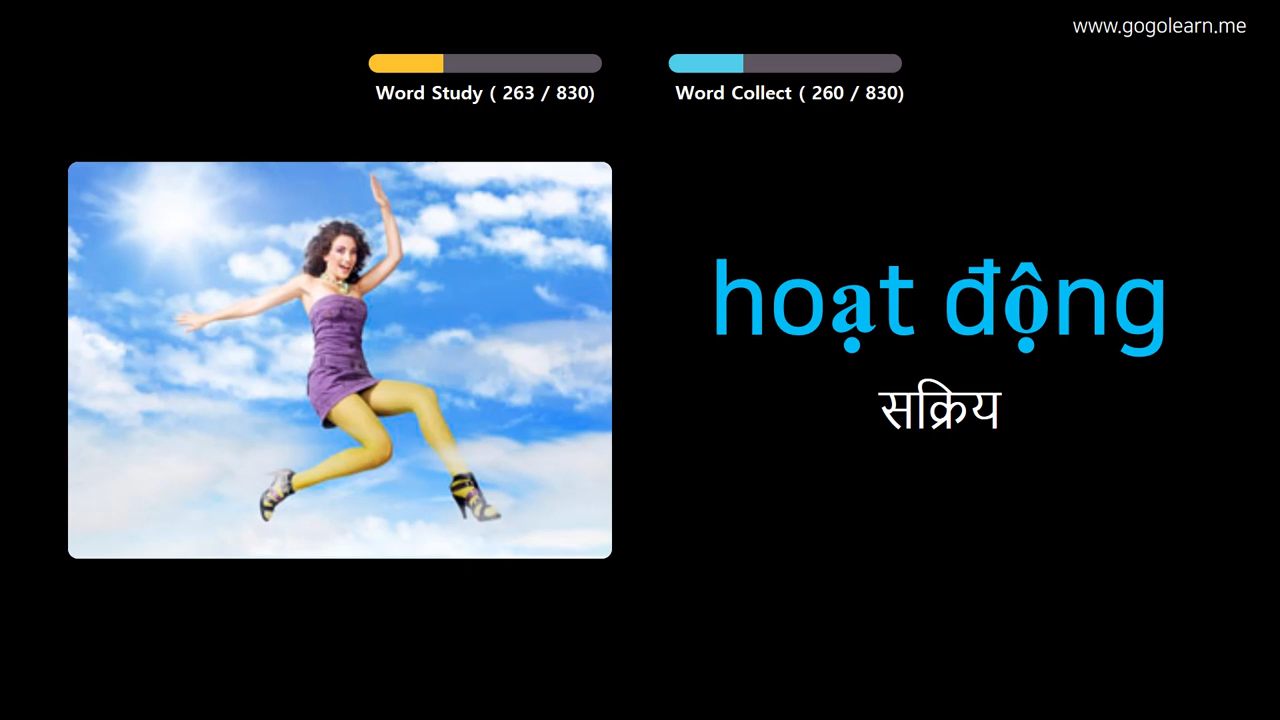 www.gogolearn.me
Word Study ( 263 / 830)
Word Collect ( 260 / 830)
hoạt động
सक्रिय